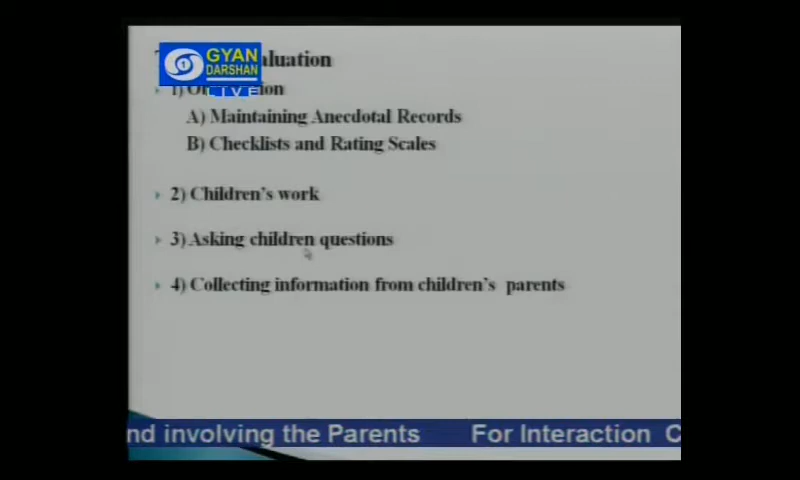 GYAN
DARSHAN
LIVE
aluation
A) Maintaining Anecdotal Records
B) Checklists and Rating Scales
2) Children's work
3) Asking children questions
4) Collecting information from children's parents
nd involving the Parents For Interaction C